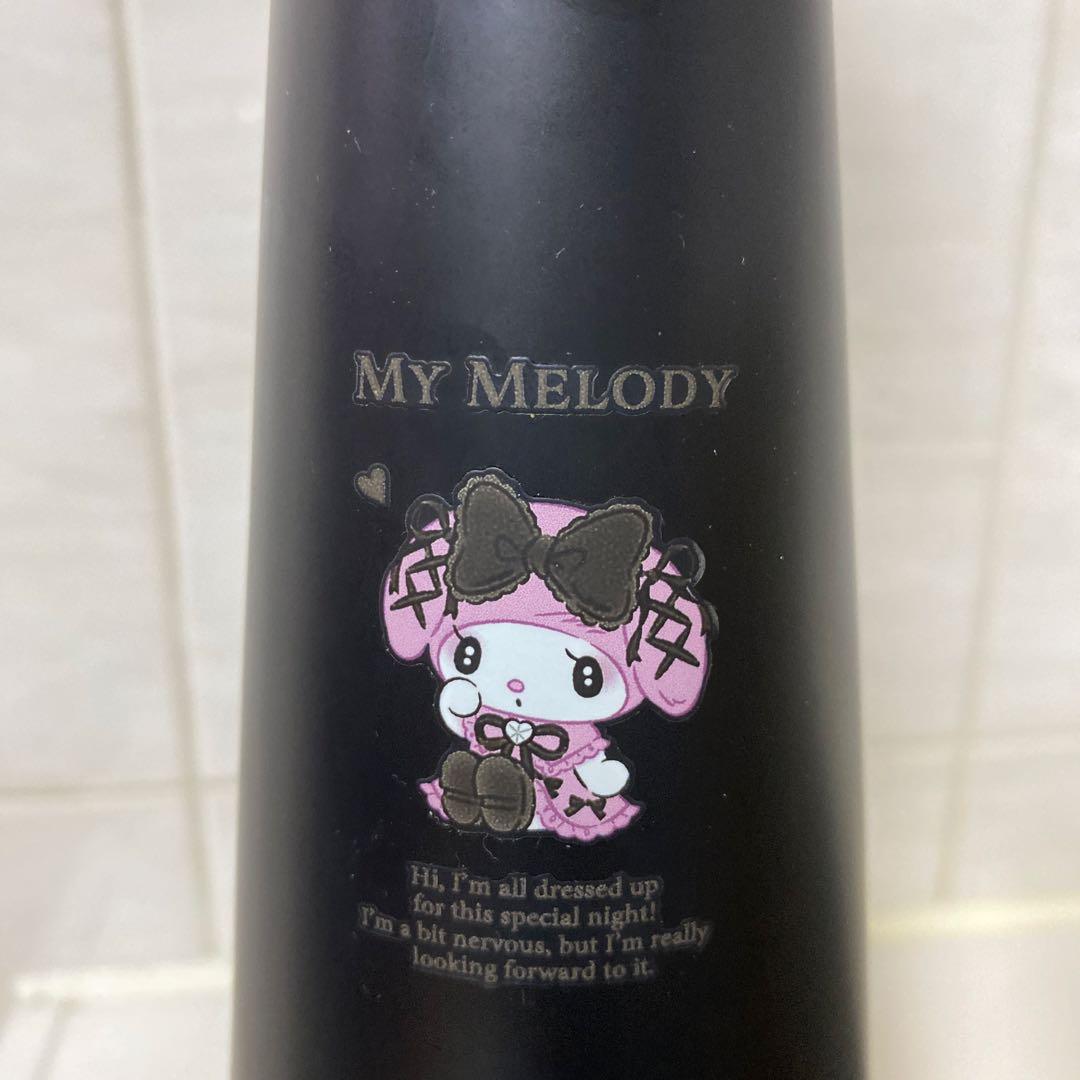 MY MELODY
Hi, I'm all dressed up
for this special night!
I'm a bit nervous, but I'm really
looking forward to it.